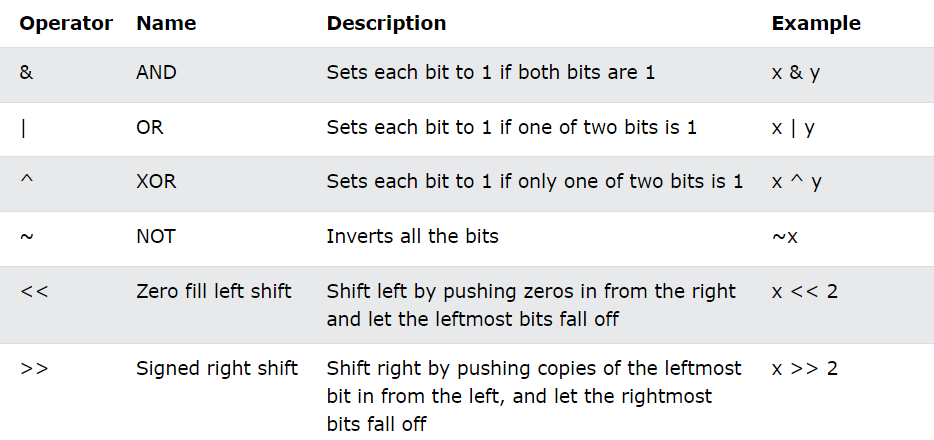 Operator Name Description Example
& AND Sets each bit to 1 if both bits are 1 x & y
| OR Sets each bit to 1 if one of two bits is 1 x | y
^ XOR Sets each bit to 1 if only one of two bits is 1 x ^ y
~ NOT Inverts all the bits ~x
<< Zero fill left shift Shift left by pushing zeros in from the right x << 2
and let the leftmost bits fall off
>> Signed right shift Shift right by pushing copies of the leftmost x >> 2
bit in from the left, and let the rightmost
bits fall off